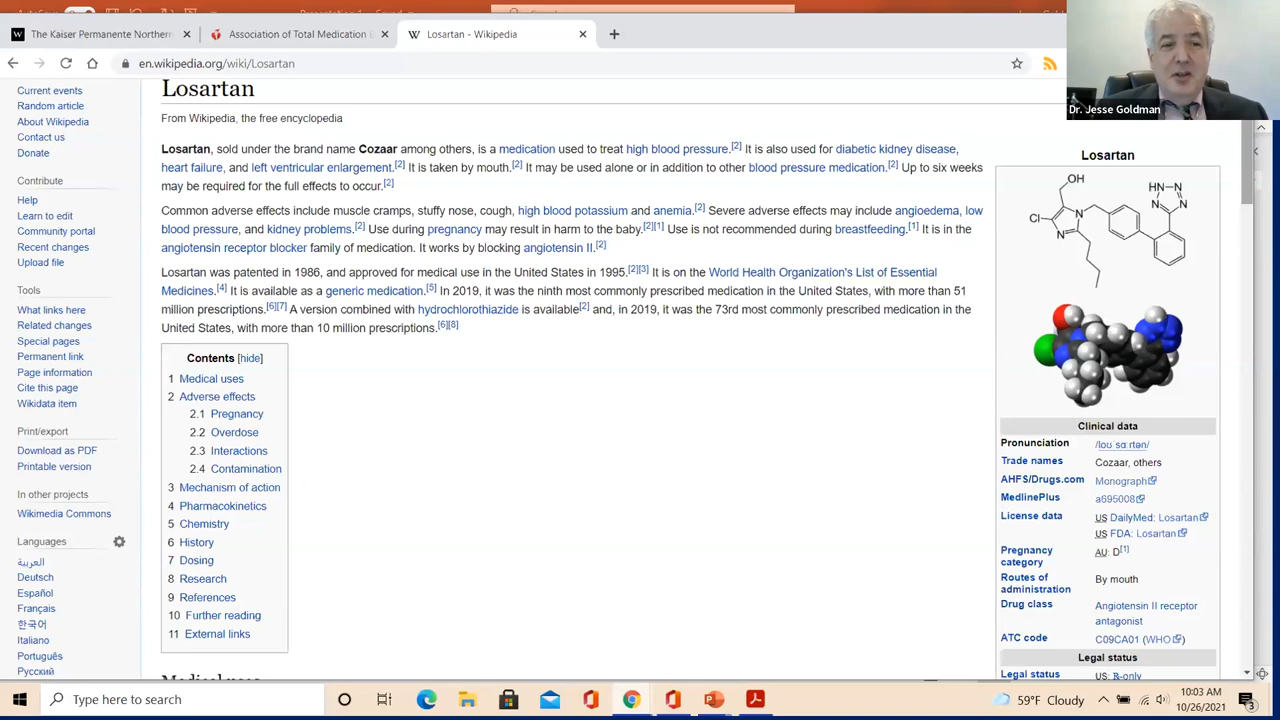 The Kaiser Permanente Northern
Association of Total Medication
Losartan - Wikipedia
en.wikipedia.org/wiki/Losartan
Dr. Jesse Goldman
Current events
Random article
About Wikipedia
Contact us
Donate
Contribute
Help
Learn to edit
Community portal
Recent changes
Upload file
Tools
What links here
Related changes
Special pages
Permanent link
Page information
Cite this page
Wikidata item
Print/export
Download as PDF
Printable version
In other projects
Wikimedia Commons
Languages
العربية
Deutsch
Español
Français
한국어
Italiano
Português
Русский
Losartan
From Wikipedia, the free encyclopedia
Losartan, sold under the brand name Cozaar among others, is a medication used to treat high blood pressure.[2] It is also used for diabetic kidney disease,
heart failure, and left ventricular enlargement.[2] It is taken by mouth.[2] It may be used alone or in addition to other blood pressure medication.[2] Up to six weeks
may be required for the full effects to occur.[2]
Common adverse effects include muscle cramps, stuffy nose, cough, high blood potassium and anemia.[2] Severe adverse effects may include angioedema, low
blood pressure, and kidney problems.[2] Use during pregnancy may result in harm to the baby.[2][1] Use is not recommended during breastfeeding.[1] It is in the
angiotensin receptor blocker family of medication. It works by blocking angiotensin II.[2]
Losartan was patented in 1986, and approved for medical use in the United States in 1995.[2][3] It is on the World Health Organization's List of Essential
Medicines.[4] It is available as a generic medication.[5] In 2019, it was the ninth most commonly prescribed medication in the United States, with more than 51
million prescriptions.[6][7] A version combined with hydrochlorothiazide is available[2] and, in 2019, it was the 73rd most commonly prescribed medication in the
United States, with more than 10 million prescriptions.[6][8]
Contents [hide]
1 Medical uses
2 Adverse effects
2.1 Pregnancy
2.2 Overdose
2.3 Interactions
2.4 Contamination
3 Mechanism of action
4 Pharmacokinetics
5 Chemistry
6 History
7 Dosing
8 Research
9 References
10 Further reading
11 External links
Losartan
OH
Cl
N
N
HN
N
N
N
Clinical data
Pronunciation /loʊˈsɑːrtən/
Trade names Cozaar, others
AHFS/Drugs.com Monograph
MedlinePlus a695008
License data US DailyMed: Losartan
US FDA: Losartan
Pregnancy category AU: D[1]
Routes of administration By mouth
Drug class Angiotensin II receptor antagonist
ATC code C09CA01 (WHO)
Legal status
Legal status US: ℞-only
Type here to search
59°F Cloudy
10:03 AM
10/26/2021
3